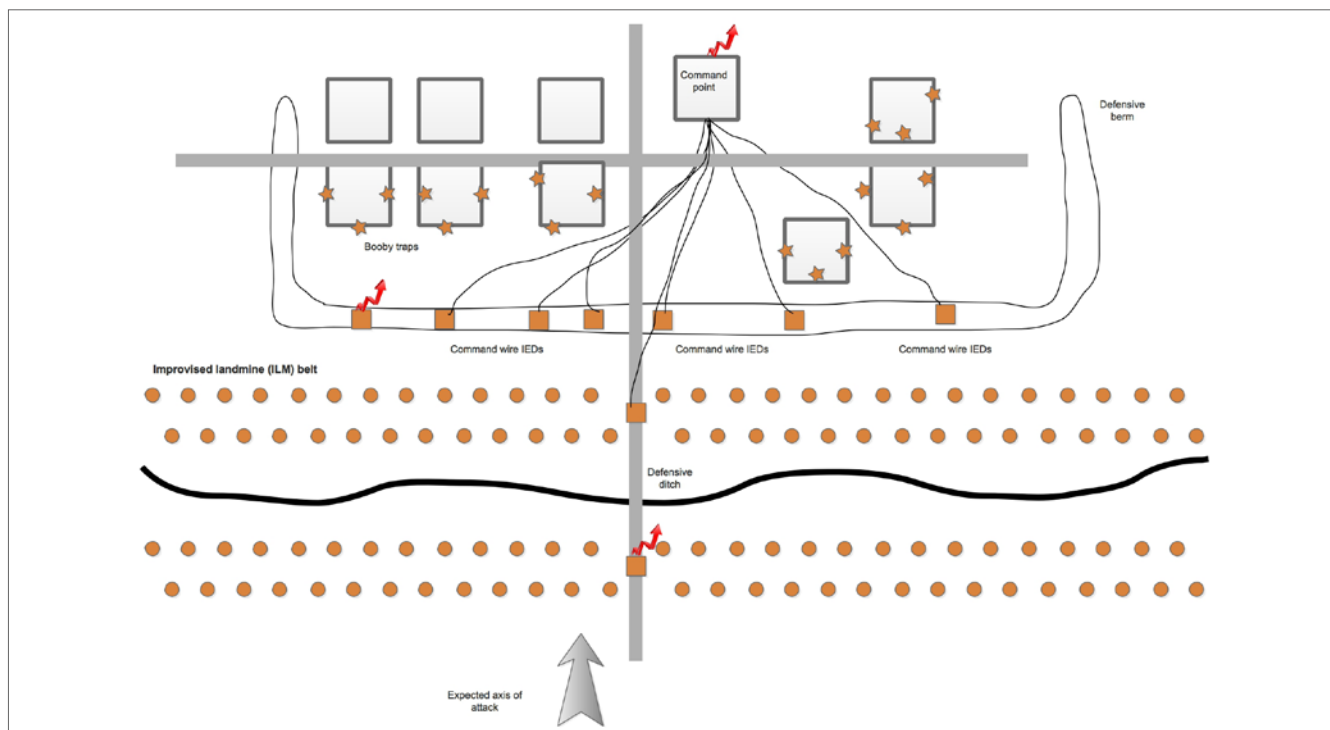 Command
point
Defensive
berm
Booby traps
Command wire IEDs
Command wire IEDs
Command wire IEDs
Improvised landmine (ILM) belt
Defensive
ditch
Expected axis of
attack